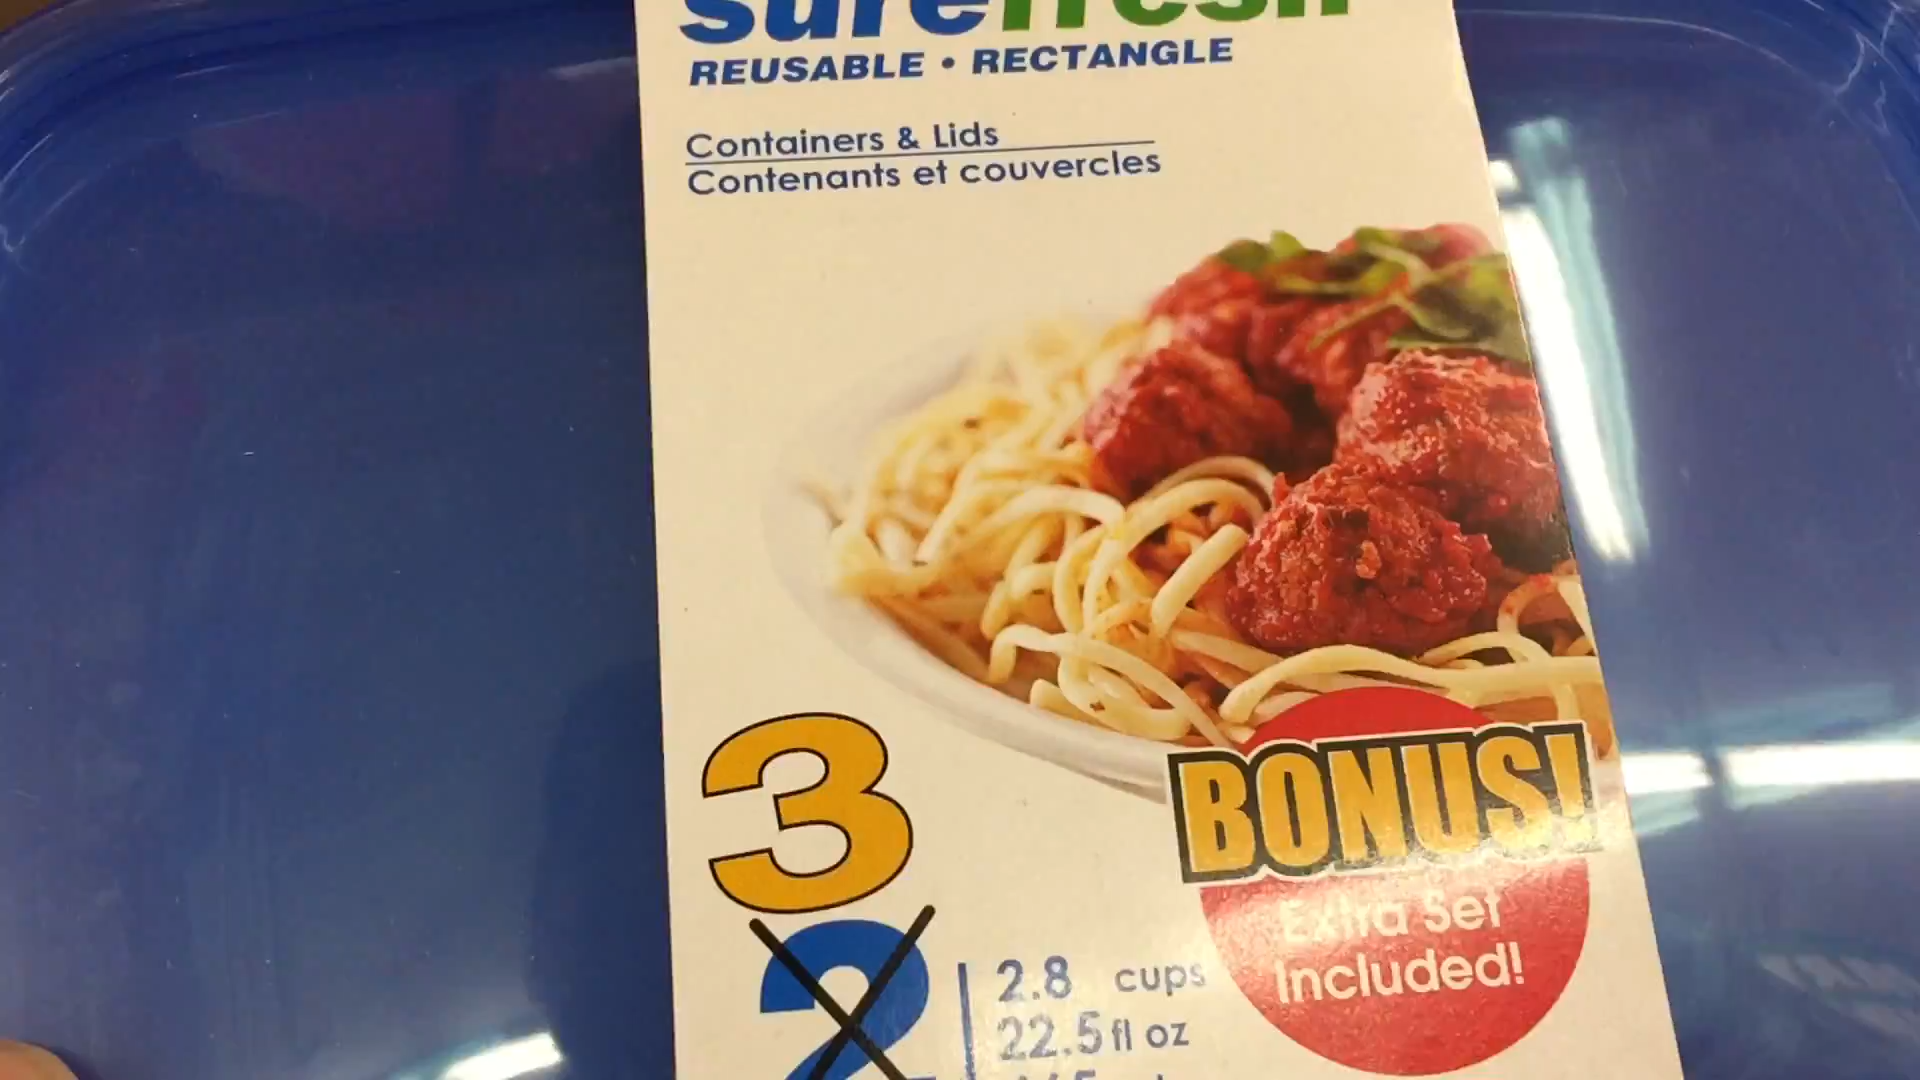 surefresh
REUSABLE • RECTANGLE
Containers & Lids
Contenants et couvercles
3
BONUS!
Extra Set
Included!
2
2.8 cups
22.5 fl oz